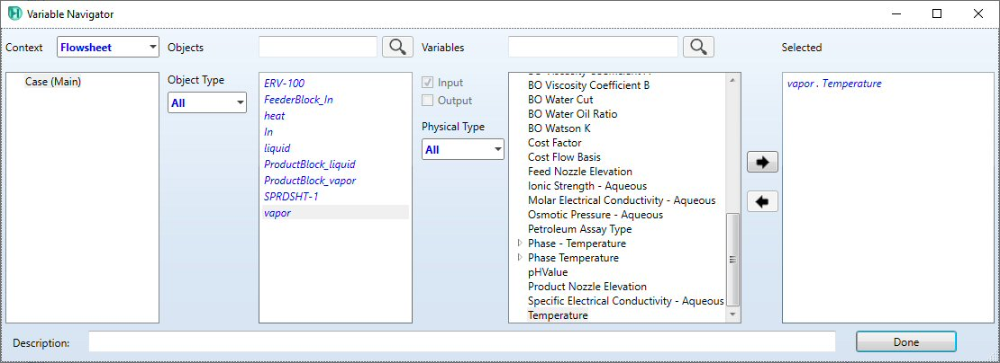 Variable Navigator
Context
Flowsheet
Objects
Variables
Selected
Case (Main)
Object Type
All
ERV-100
FeederBlock_In
heat
In
liquid
ProductBlock_liquid
ProductBlock_vapor
SPRDSHT-1
vapor
Input
Output
Physical Type
All
BO Viscosity Coefficient B
BO Water Cut
BO Water Oil Ratio
BO Watson K
Cost Factor
Cost Flow Basis
Feed Nozzle Elevation
Ionic Strength - Aqueous
Molar Electrical Conductivity - Aqueous
Osmotic Pressure - Aqueous
Petroleum Assay Type
Phase - Temperature
Phase Temperature
pHValue
Product Nozzle Elevation
Specific Electrical Conductivity - Aqueous
Temperature
vapor . Temperature
Description:
Done